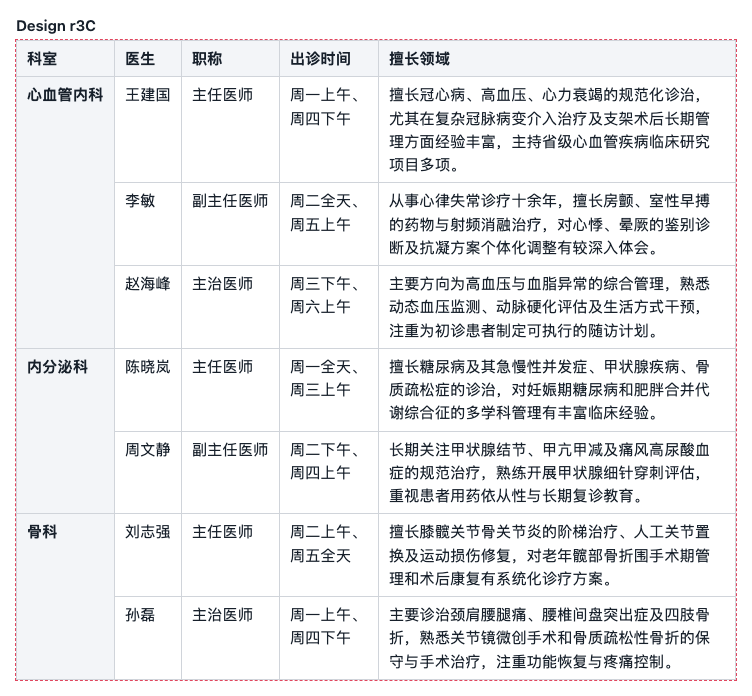 Design r3C
科室 医生 职称 出诊时间 擅长领域
心血管内科 王建国 主任医师 周一上午、 擅长冠心病、高血压、心力衰竭的规范化诊治，
周四下午 尤其在复杂冠脉病变介入治疗及支架术后长期管
理方面经验丰富，主持省级心血管疾病临床研究
项目多项。
李敏 副主任医师 周二全天、 从事心律失常诊疗十余年，擅长房颤、室性早搏
周五上午 的药物与射频消融治疗，对心悸、晕厥的鉴别诊
断及抗凝方案个体化调整有较深入体会。
赵海峰 主治医师 周三下午、 主要方向为高血压与血脂异常的综合管理，熟悉
周六上午 动态血压监测、动脉硬化评估及生活方式干预，
注重为初诊患者制定可执行的随访计划。
内分泌科 陈晓岚 主任医师 周一全天、 擅长糖尿病及其急慢性并发症、甲状腺疾病、骨
周三上午 质疏松症的诊治，对妊娠期糖尿病和肥胖合并代
谢综合征的多学科管理有丰富临床经验。
周文静 副主任医师 周二下午、 长期关注甲状腺结节、甲亢甲减及痛风高尿酸血
周四上午 症的规范治疗，熟练开展甲状腺细针穿刺评估，
重视患者用药依从性与长期复诊教育。
骨科 刘志强 主任医师 周二上午、 擅长膝髋关节骨关节炎的阶梯治疗、人工关节置
周五全天 换及运动损伤修复，对老年髋部骨折围手术期管
理和术后康复有系统化诊疗方案。
孙磊 主治医师 周一上午、 主要诊治颈肩腰腿痛、腰椎间盘突出症及四肢骨
周四下午 折，熟悉关节镜微创手术和骨质疏松性骨折的保
守与手术治疗，注重功能恢复与疼痛控制。